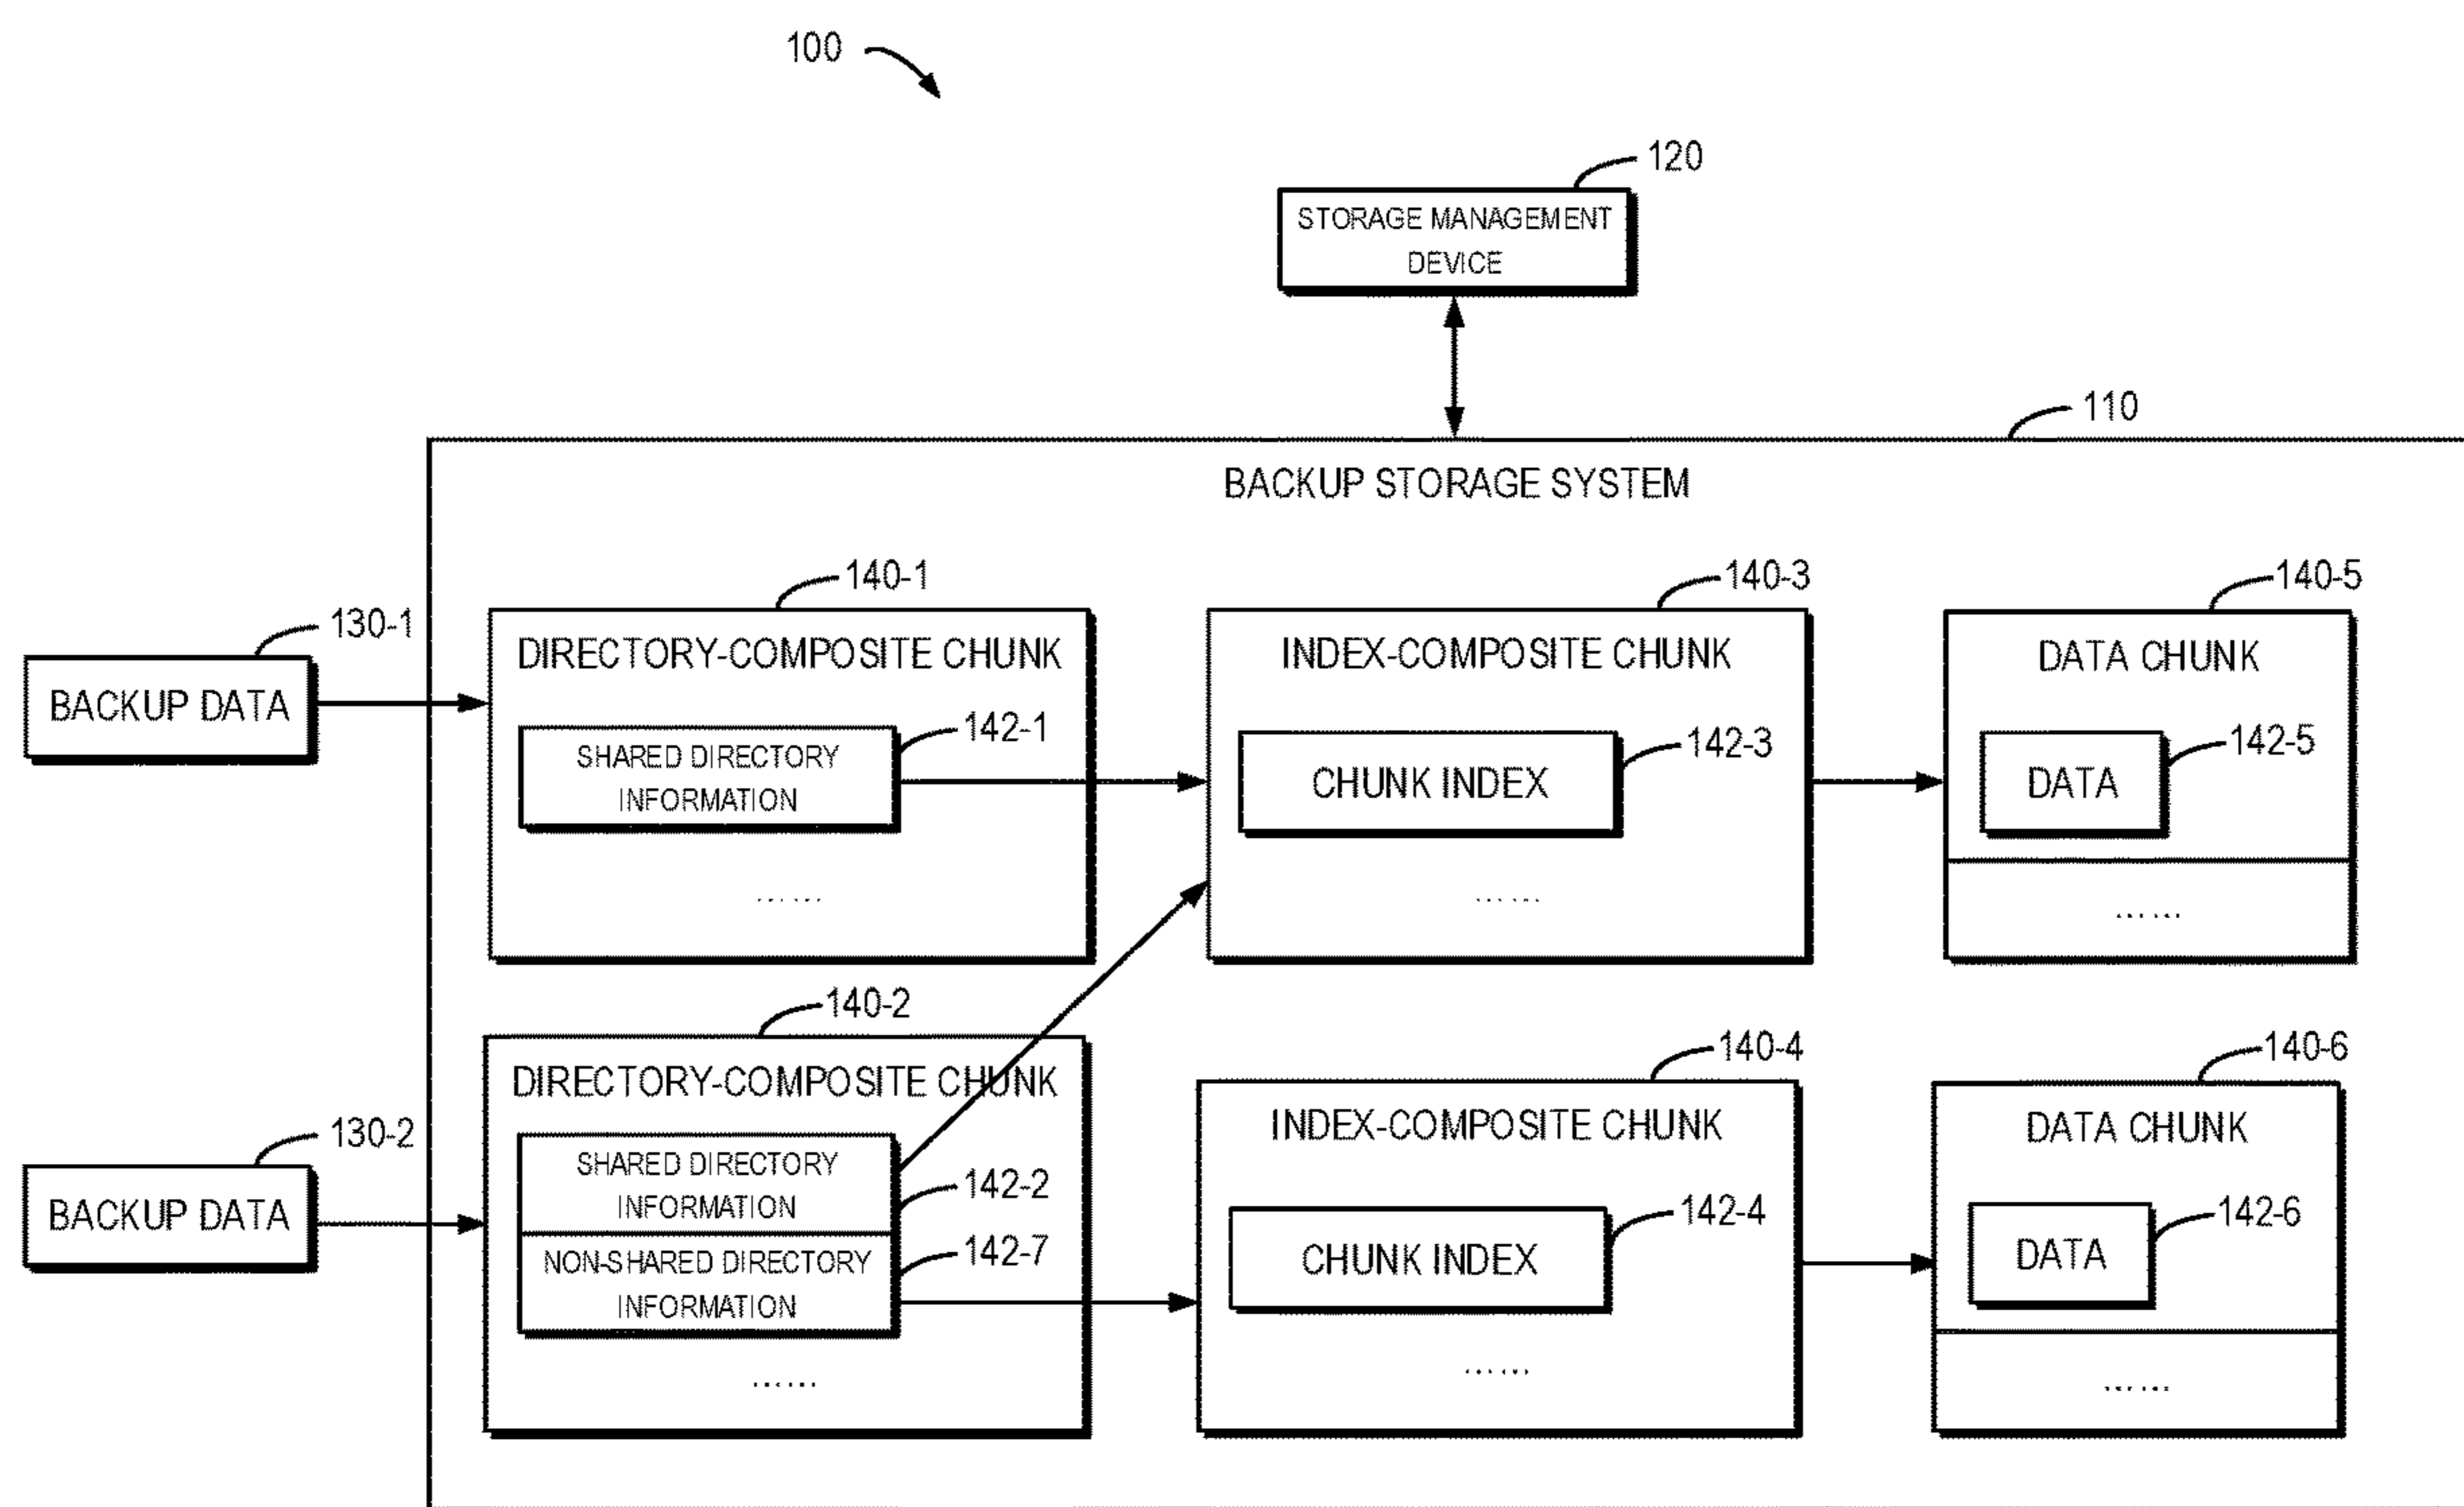 100
120
STORAGE MANAGEMENT
DEVICE
110
BACKUP STORAGE SYSTEM
140-1
140-3
140-5
130-1
DIRECTORY-COMPOSITE CHUNK
INDEX-COMPOSITE CHUNK
DATA CHUNK
BACKUP DATA
142-1
142-3
142-5
SHARED DIRECTORY
INFORMATION
CHUNK INDEX
DATA
......
......
......
140-2
140-4
140-6
130-2
DIRECTORY-COMPOSITE CHUNK
INDEX-COMPOSITE CHUNK
DATA CHUNK
BACKUP DATA
SHARED DIRECTORY
INFORMATION
142-2
142-4
142-6
NON-SHARED DIRECTORY
INFORMATION
142-7
CHUNK INDEX
DATA
......
......
......